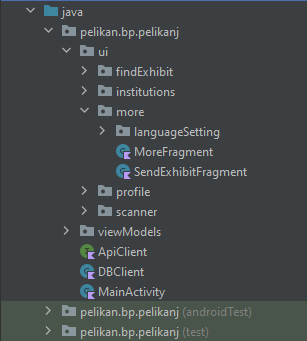 java
pelikan.bp.pelikanj
ui
findExhibit
institutions
more
languageSetting
MoreFragment
SendExhibitFragment
profile
scanner
viewModels
ApiClient
DBClient
MainActivity
pelikan.bp.pelikanj (androidTest)
pelikan.bp.pelikanj (test)